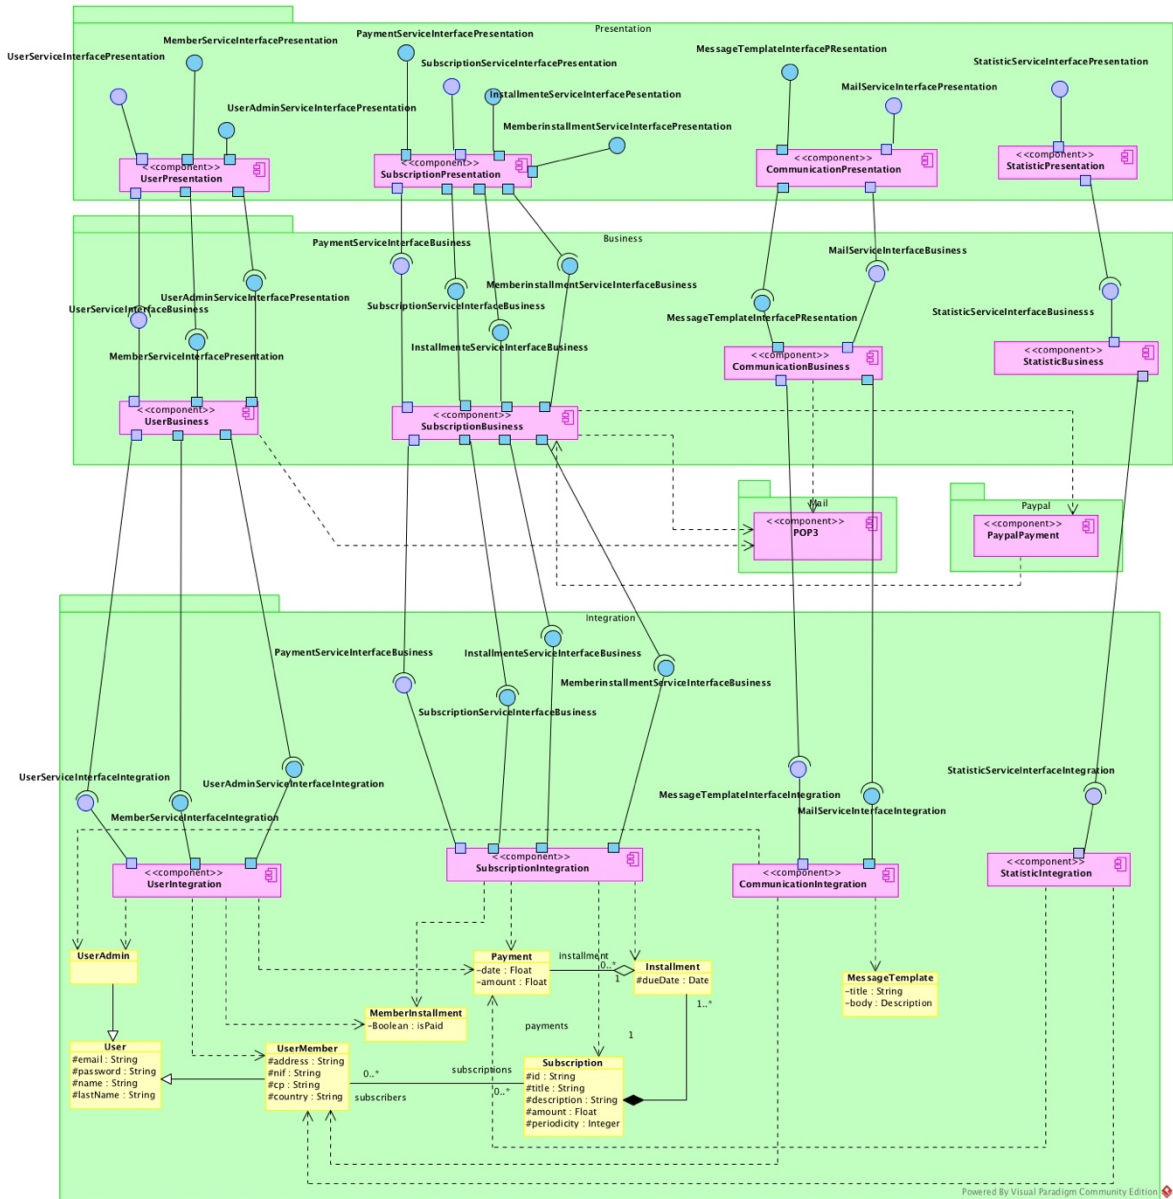 Presentation
PaymentServiceInterfacePresentation
MemberServiceInterfacePresentation
MessageTemplateInterfacePResentation
UserServiceInterfacePresentation
SubscriptionServiceInterfacePresentation
StatisticServiceInterfacePresentation
MailServiceInterfacePresentation
InstallmenteServiceInterfacePesentation
UserAdminServiceInterfacePresentation
MemberinstallmentServiceInterfacePresentation
<<component>>
UserPresentation
<<component>>
SubscriptionPresentation
<<component>>
CommunicationPresentation
<<component>>
StatisticPresentation
Business
PaymentServiceInterfaceBusiness
MailServiceInterfaceBusiness
MemberinstallmentServiceInterfaceBusiness
UserAdminServiceInterfacePresentation
UserServiceInterfaceBusiness
SubscriptionServiceInterfaceBusiness
StatisticServiceInterfaceBusinesss
MessageTemplateInterfacePResentation
InstallmenteServiceInterfaceBusiness
MemberServiceInterfacePresentation
<<component>>
CommunicationBusiness
<<component>>
StatisticBusiness
<<component>>
UserBusiness
<<component>>
SubscriptionBusiness
Mail
<<component>>
POP3
Paypal
<<component>>
PaypalPayment
Integration
PaymentServiceInterfaceBusiness
InstallmenteServiceInterfaceBusiness
MemberinstallmentServiceInterfaceBusiness
SubscriptionServiceInterfaceBusiness
UserServiceInterfaceIntegration
UserAdminServiceInterfaceIntegration
StatisticServiceInterfaceIntegration
MessageTemplateInterfaceIntegration
MailServiceInterfaceIntegration
MemberServiceInterfaceIntegration
<<component>>
UserIntegration
<<component>>
SubscriptionIntegration
<<component>>
CommunicationIntegration
<<component>>
StatisticIntegration
UserAdmin
Payment
-date : Float
-amount : Float
installment
0..*
1
Installment
#dueDate : Date
1..*
MessageTemplate
-title : String
-body : Description
MemberInstallment
-Boolean : isPaid
payments
1
User
#email : String
#password : String
#name : String
#lastName : String
UserMember
#address : String
#nif : String
#cp : String
#country : String
0..*
subscribers
subscriptions
0..*
Subscription
#id : String
#title : String
#description : String
#amount : Float
#periodicity : Integer
Powered By Visual Paradigm Community Edition